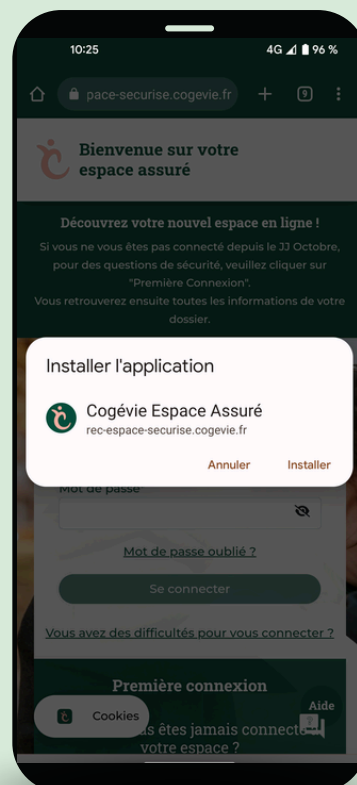 10:25
4G 96 %
pace-securise.cogevie.fr
9
Bienvenue sur votre
espace assuré
Découvrez votre nouvel espace en ligne !
Si vous ne vous êtes pas connecté depuis le JJ Octobre,
pour des questions de sécurité, veuillez cliquer sur
"Première Connexion".
Vous retrouverez ensuite toutes les informations de votre
dossier.
Installer l'application
Cogévie Espace Assuré
rec-espace-securise.cogevie.fr
Annuler
Installer
Mot de passe
Mot de passe oublié ?
Se connecter
Vous avez des difficultés pour vous connecter ?
Première connexion
Cookies
Aide
s êtes jamais connecté
votre espace ?